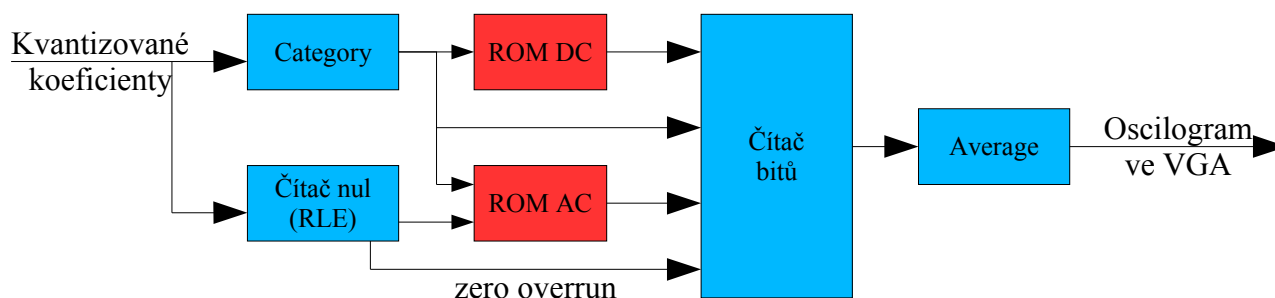 Kvantizované
koeficienty
Category
ROM DC
Čítač nul
(RLE)
ROM AC
zero overrun
Čítač
bitů
Average
Oscilogram
ve VGA